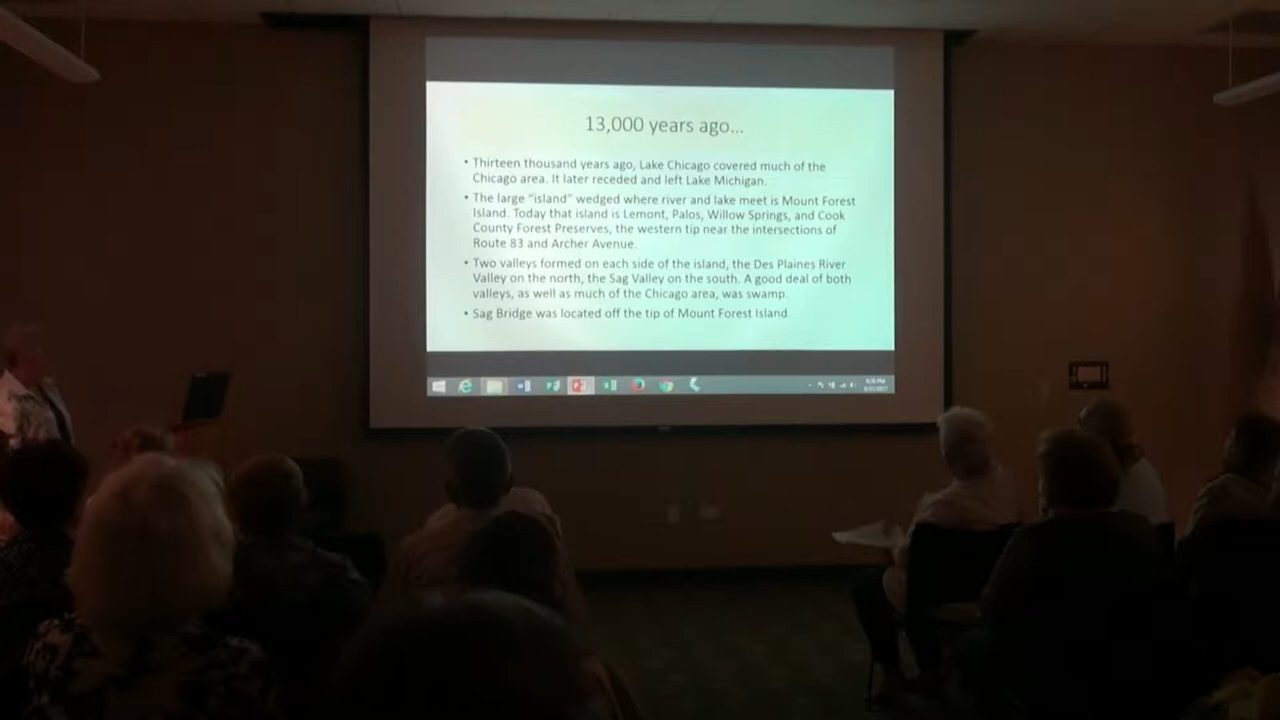 13,000 years ago...
• Thirteen thousand years ago, Lake Chicago covered much of the
Chicago area. It later receded and left Lake Michigan.
• The large “island” wedged where river and lake meet is Mount Forest
Island. Today that island is Lemont, Palos, Willow Springs, and Cook
County Forest Preserves, the western tip near the intersections of
Route 83 and Archer Avenue.
• Two valleys formed on each side of the island, the Des Plaines River
Valley on the north, the Sag Valley on the south. A good deal of both
valleys, as well as much of the Chicago area, was swamp.
• Sag Bridge was located off the tip of Mount Forest Island